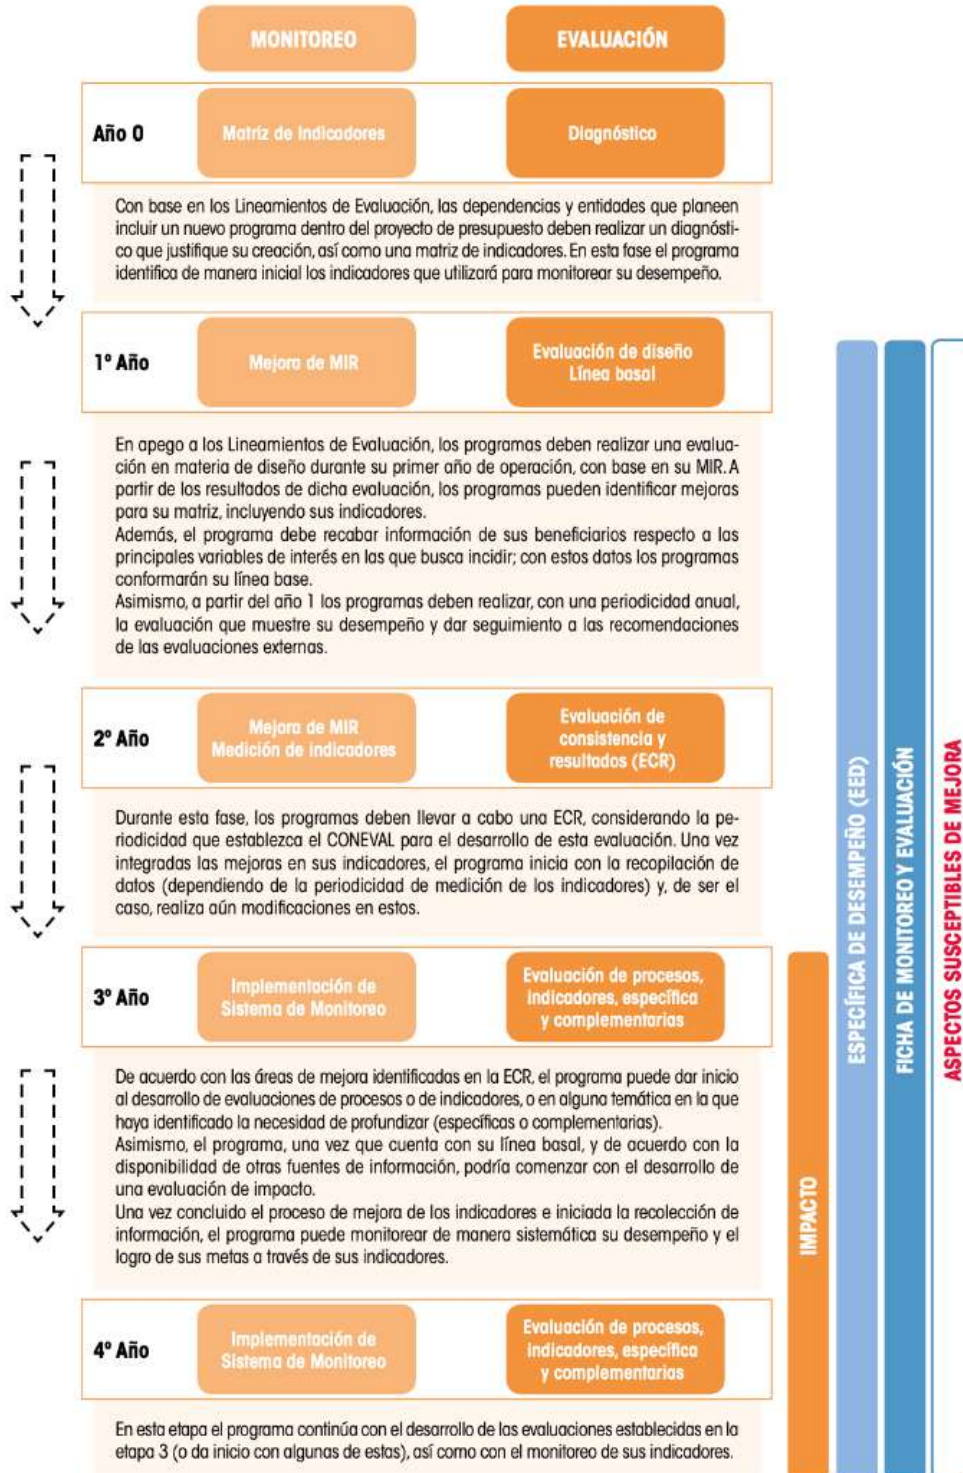 MONITOREO
EVALUACIÓN
Año 0
Matriz de Indicadores
Diagnóstico
Con base en los Lineamientos de Evaluación, las dependencias y entidades que planeen
incluir un nuevo programa dentro del proyecto de presupuesto deben realizar un diagnósti-
co que justifique su creación, así como una matriz de indicadores. En esta fase el programa
identifica de manera inicial los indicadores que utilizará para monitorear su desempeño.
1º Año
Mejora de MIR
Evaluación de diseño
Línea basal
En apego a los Lineamientos de Evaluación, los programas deben realizar una evalua-
ción en materia de diseño durante su primer año de operación, con base en su MIR. A
partir de los resultados de dicha evaluación, los programas pueden identificar mejoras
para su matriz, incluyendo sus indicadores.
Además, el programa debe recabar información de sus beneficiarios respecto a las
principales variables de interés en las que busca incidir; con estos datos los programas
conformarán su línea base.
Asimismo, a partir del año 1 los programas deben realizar, con una periodicidad anual,
la evaluación que muestre su desempeño y dar seguimiento a las recomendaciones
de las evaluaciones externas.
2º Año
Mejora de MIR
Medición de indicadores
Evaluación de
consistencia y
resultados (ECR)
Durante esta fase, los programas deben llevar a cabo una ECR, considerando la pe-
riodicidad que establezca el CONEVAL para el desarrollo de esta evaluación. Una vez
integradas las mejoras en sus indicadores, el programa inicia con la recopilación de
datos (dependiendo de la periodicidad de medición de los indicadores) y, de ser el
caso, realiza aún modificaciones en estos.
3º Año
Implementación de
Sistema de Monitoreo
Evaluación de procesos,
indicadores, específica
y complementarias
De acuerdo con las áreas de mejora identificadas en la ECR, el programa puede dar inicio
al desarrollo de evaluaciones de procesos o de indicadores, o en alguna temática en la que
haya identificado la necesidad de profundizar (específicas o complementarias).
Asimismo, el programa, una vez que cuenta con su línea basal, y de acuerdo con la
disponibilidad de otras fuentes de información, podría comenzar con el desarrollo de
una evaluación de impacto.
Una vez concluido el proceso de mejora de los indicadores e iniciada la recolección de
información, el programa puede monitorear de manera sistemática su desempeño y el
logro de sus metas a través de sus indicadores.
4º Año
Implementación de
Sistema de Monitoreo
Evaluación de procesos,
indicadores, específica
y complementarias
En esta etapa el programa continúa con el desarrollo de las evaluaciones establecidas en la
etapa 3 (o da inicio con algunas de estas), así como con el monitoreo de sus indicadores.
IMPACTO
ESPECÍFICA DE DESEMPEÑO (EED)
FICHA DE MONITOREO Y EVALUACIÓN
ASPECTOS SUSCEPTIBLES DE MEJORA